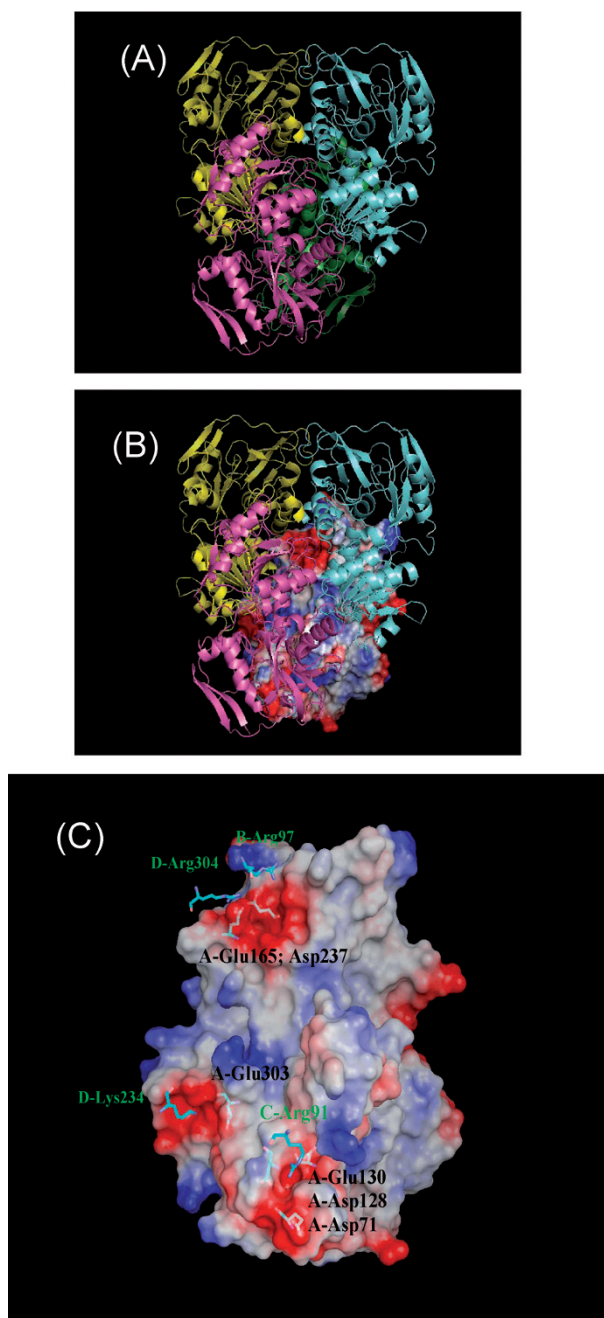 (A)
(B)
(C)
B-Arg97
D-Arg304
A-Glu165; Asp237
A-Glu303
D-Lys234
C-Arg91
A-Glu130
A-Asp128
A-Asp71